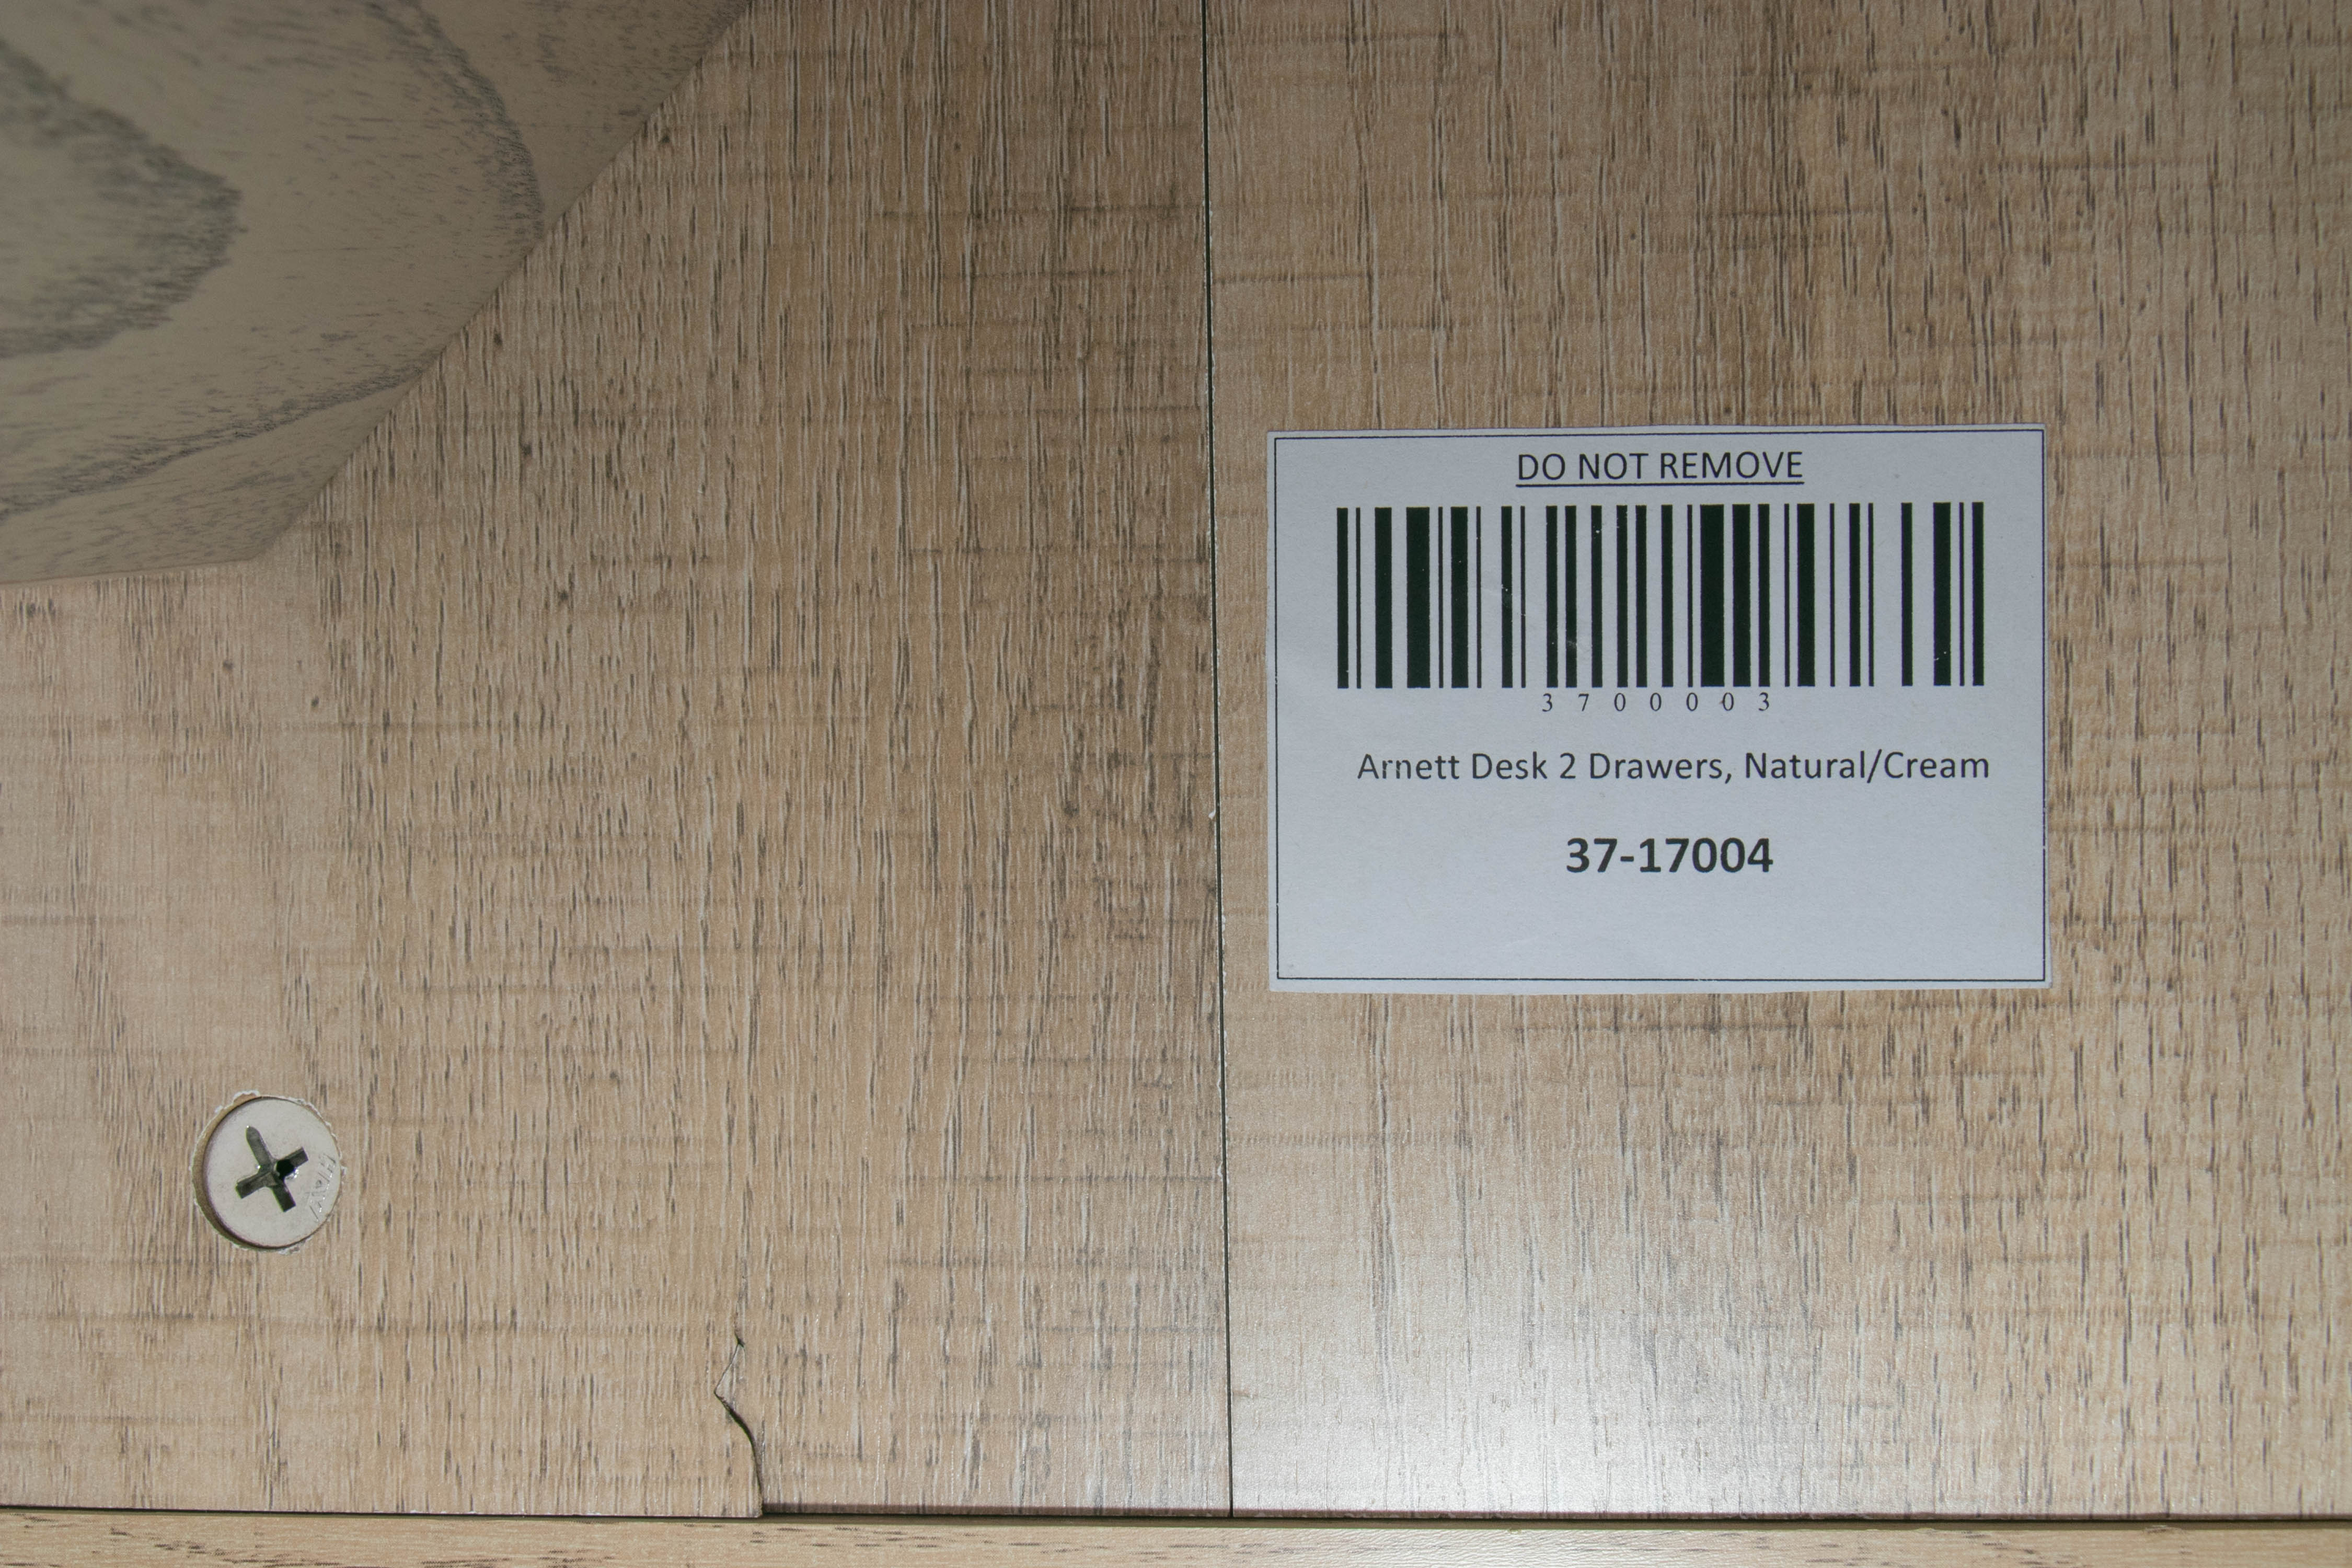 DO NOT REMOVE
3700003
Arnett Desk 2 Drawers, Natural/Cream
37-17004